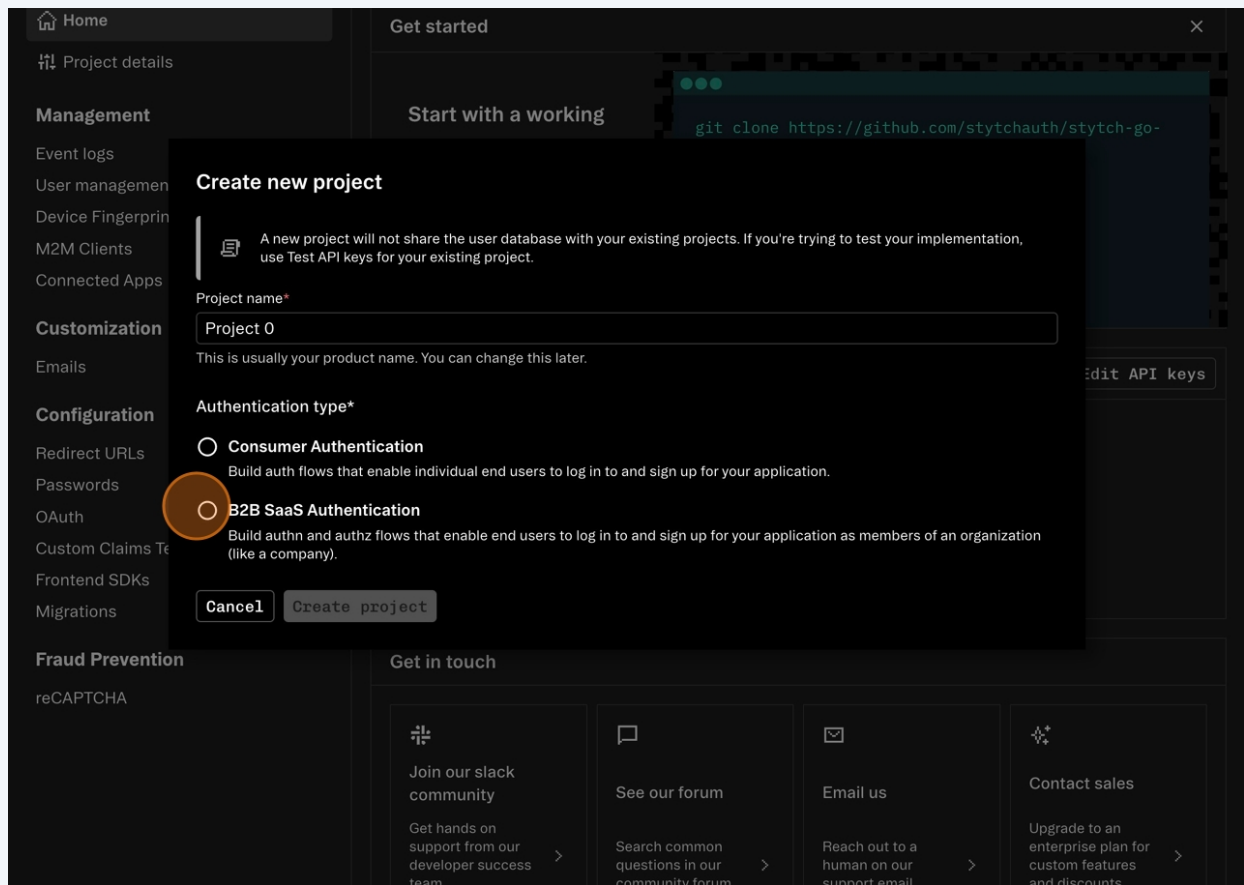 Home
Project details
Management
Event logs
User managemen
Device Fingerprin
M2M Clients
Connected Apps
Customization
Emails
Configuration
Redirect URLs
Passwords
OAuth
Custom Claims Te
Frontend SDKs
Migrations
Fraud Prevention
reCAPTCHA
Get started
Start with a working
git clone https://github.com/stytchauth/stytch-go-
Create new project
A new project will not share the user database with your existing projects. If you're trying to test your implementation,
use Test API keys for your existing project.
Project name*
Project 0
This is usually your product name. You can change this later.
Authentication type*
Consumer Authentication
Build auth flows that enable individual end users to log in to and sign up for your application.
B2B SaaS Authentication
Build authn and authz flows that enable end users to log in to and sign up for your application as members of an organization
(like a company).
Cancel
Create project
Edit API keys
Get in touch
Join our slack
community
Get hands on
support from our
developer success
team
See our forum
Search common
questions in our
community forum
Email us
Reach out to a
human on our
support email
Contact sales
Upgrade to an
enterprise plan for
custom features
and discounts